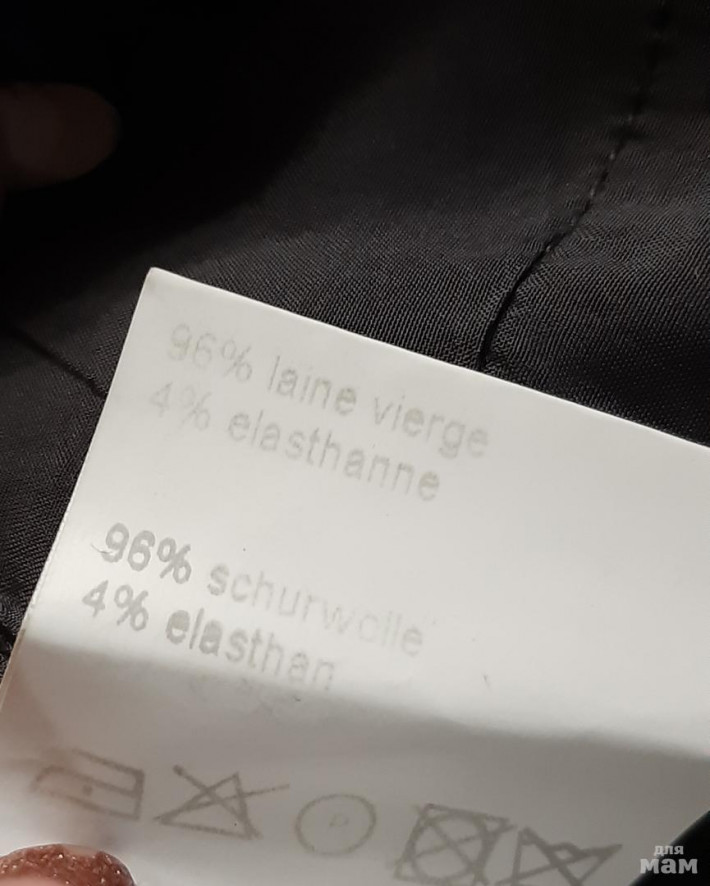 96% laine vierge
4% elasthanne
96% schurwolle
4% elasthan
P
для
мам